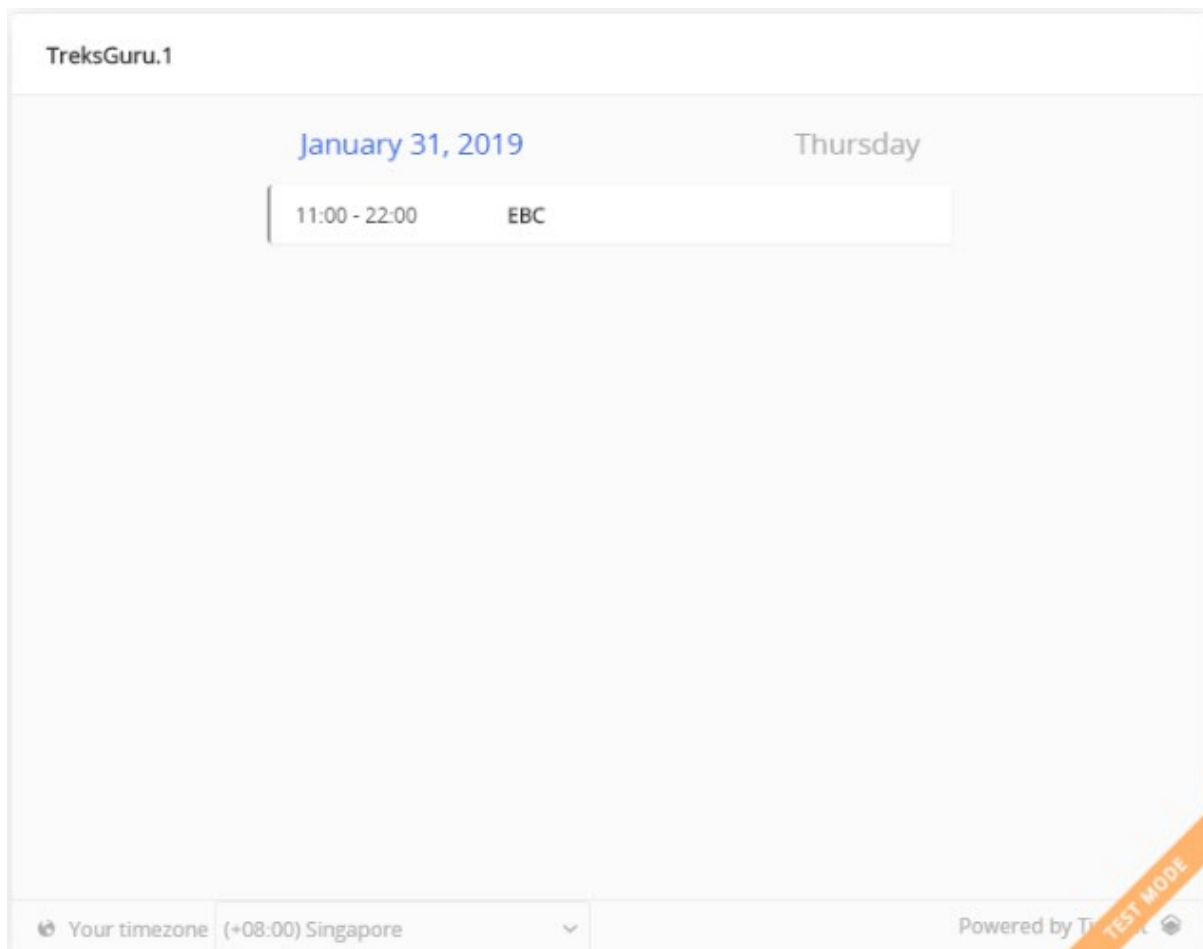 TreksGuru.1
January 31, 2019 Thursday
11:00 - 22:00 EBC
Your timezone (+08:00) Singapore
Powered by
TEST MODE